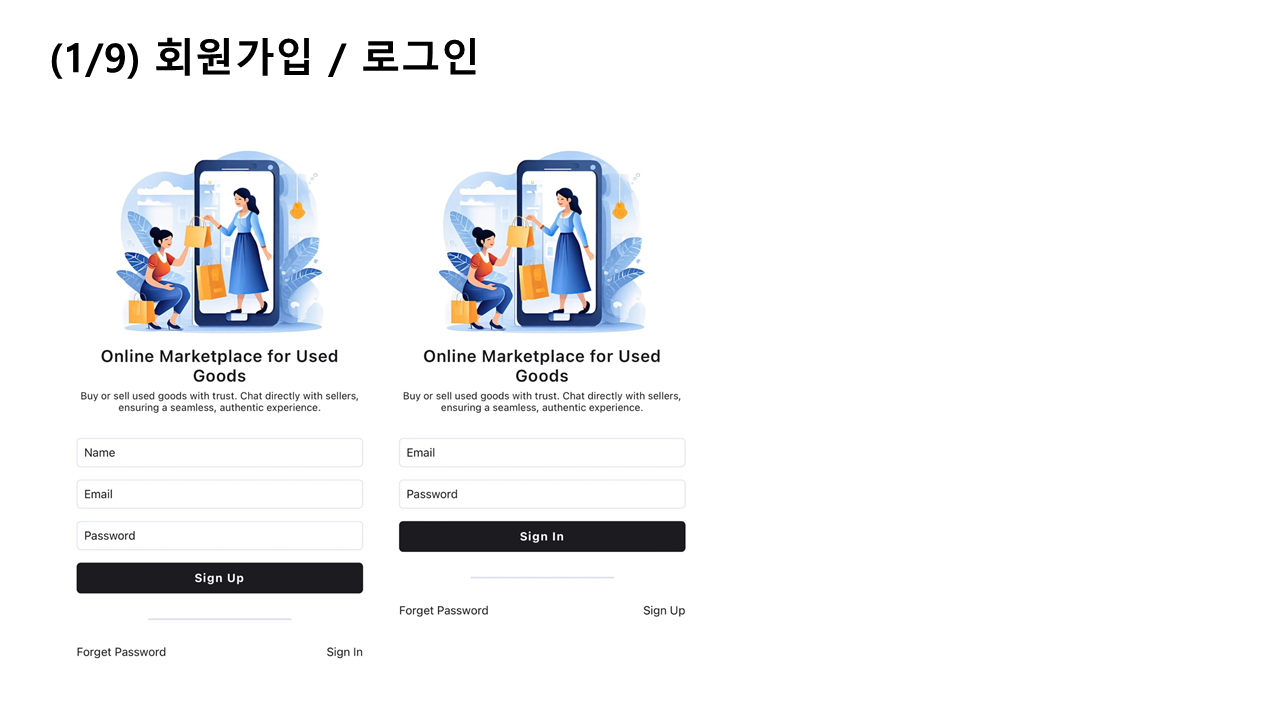 (1/9) 회원가입 / 로그인
Online Marketplace for Used
Goods
Buy or sell used goods with trust. Chat directly with sellers,
ensuring a seamless, authentic experience.
Name
Email
Password
Sign Up
Forget Password
Sign In
Online Marketplace for Used
Goods
Buy or sell used goods with trust. Chat directly with sellers,
ensuring a seamless, authentic experience.
Email
Password
Sign In
Forget Password
Sign Up